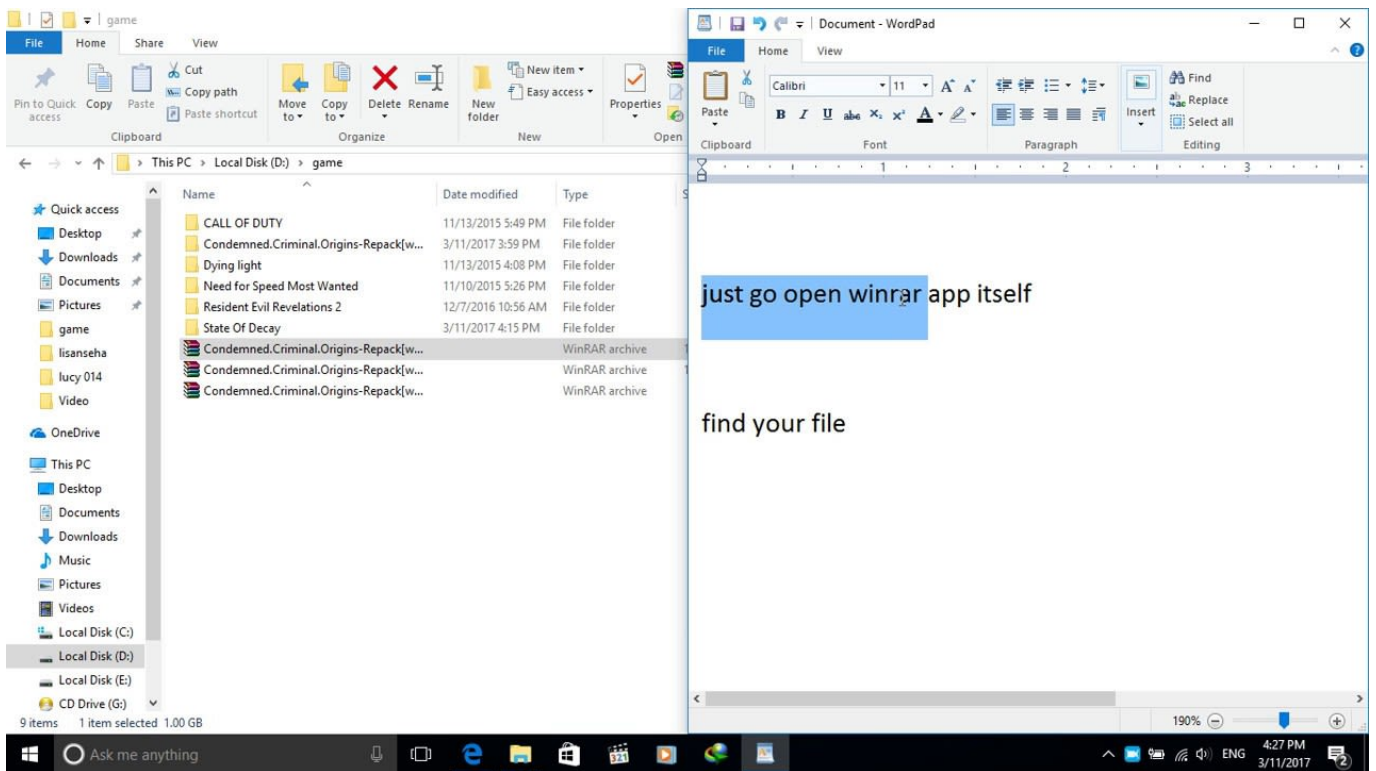 game
File Home Share View
Pin to Quick access
Copy
Paste
Cut
Copy path
Paste shortcut
Clipboard
Move to
Copy to
Delete
Rename
Organize
New folder
New item
Easy access
New
Properties
Open
This PC > Local Disk (D:) > game
Quick access
Desktop
Downloads
Documents
Pictures
game
lisanseha
lucy 014
Video
OneDrive
This PC
Desktop
Documents
Downloads
Music
Pictures
Videos
Local Disk (C:)
Local Disk (D:)
Local Disk (E:)
CD Drive (G:)
Name Date modified Type
CALL OF DUTY 11/13/2015 5:49 PM File folder
Condemned.Criminal.Origins-Repack[w... 3/11/2017 3:59 PM File folder
Dying light 11/13/2015 4:08 PM File folder
Need for Speed Most Wanted 11/10/2015 5:26 PM File folder
Resident Evil Revelations 2 12/7/2016 10:56 AM File folder
State Of Decay 3/11/2017 4:15 PM File folder
Condemned.Criminal.Origins-Repack[w... WinRAR archive
Condemned.Criminal.Origins-Repack[w... WinRAR archive
Condemned.Criminal.Origins-Repack[w... WinRAR archive
9 items 1 item selected 1.00 GB
Document - WordPad
File Home View
Paste
Clipboard
Calibri 11
B I U abc X₂ X² A
Font
Paragraph
Insert
Find
Replace
Select all
Editing
1 2 3
just go open winrar app itself
find your file
190%
Ask me anything
321
ENG
4:27 PM
3/11/2017
2